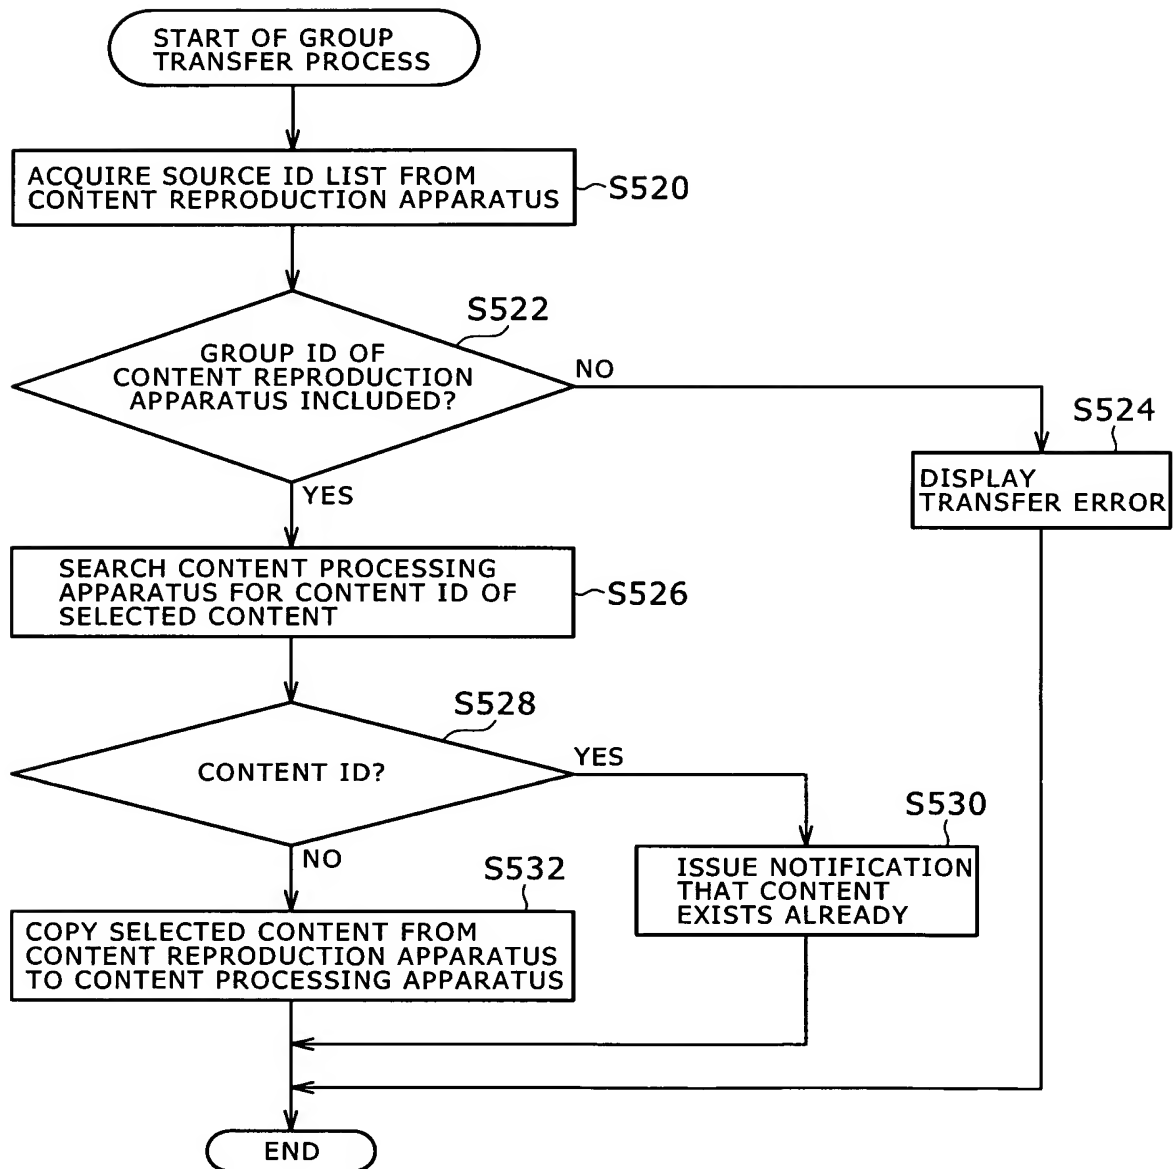 START OF GROUP
TRANSFER PROCESS
ACQUIRE SOURCE ID LIST FROM
CONTENT REPRODUCTION APPARATUS
S520
S522
GROUP ID OF
CONTENT REPRODUCTION
APPARATUS INCLUDED?
NO
S524
DISPLAY
TRANSFER ERROR
YES
SEARCH CONTENT PROCESSING
APPARATUS FOR CONTENT ID OF
SELECTED CONTENT
S526
S528
CONTENT ID?
YES
S530
ISSUE NOTIFICATION
THAT CONTENT
EXISTS ALREADY
NO
S532
COPY SELECTED CONTENT FROM
CONTENT REPRODUCTION APPARATUS
TO CONTENT PROCESSING APPARATUS
END